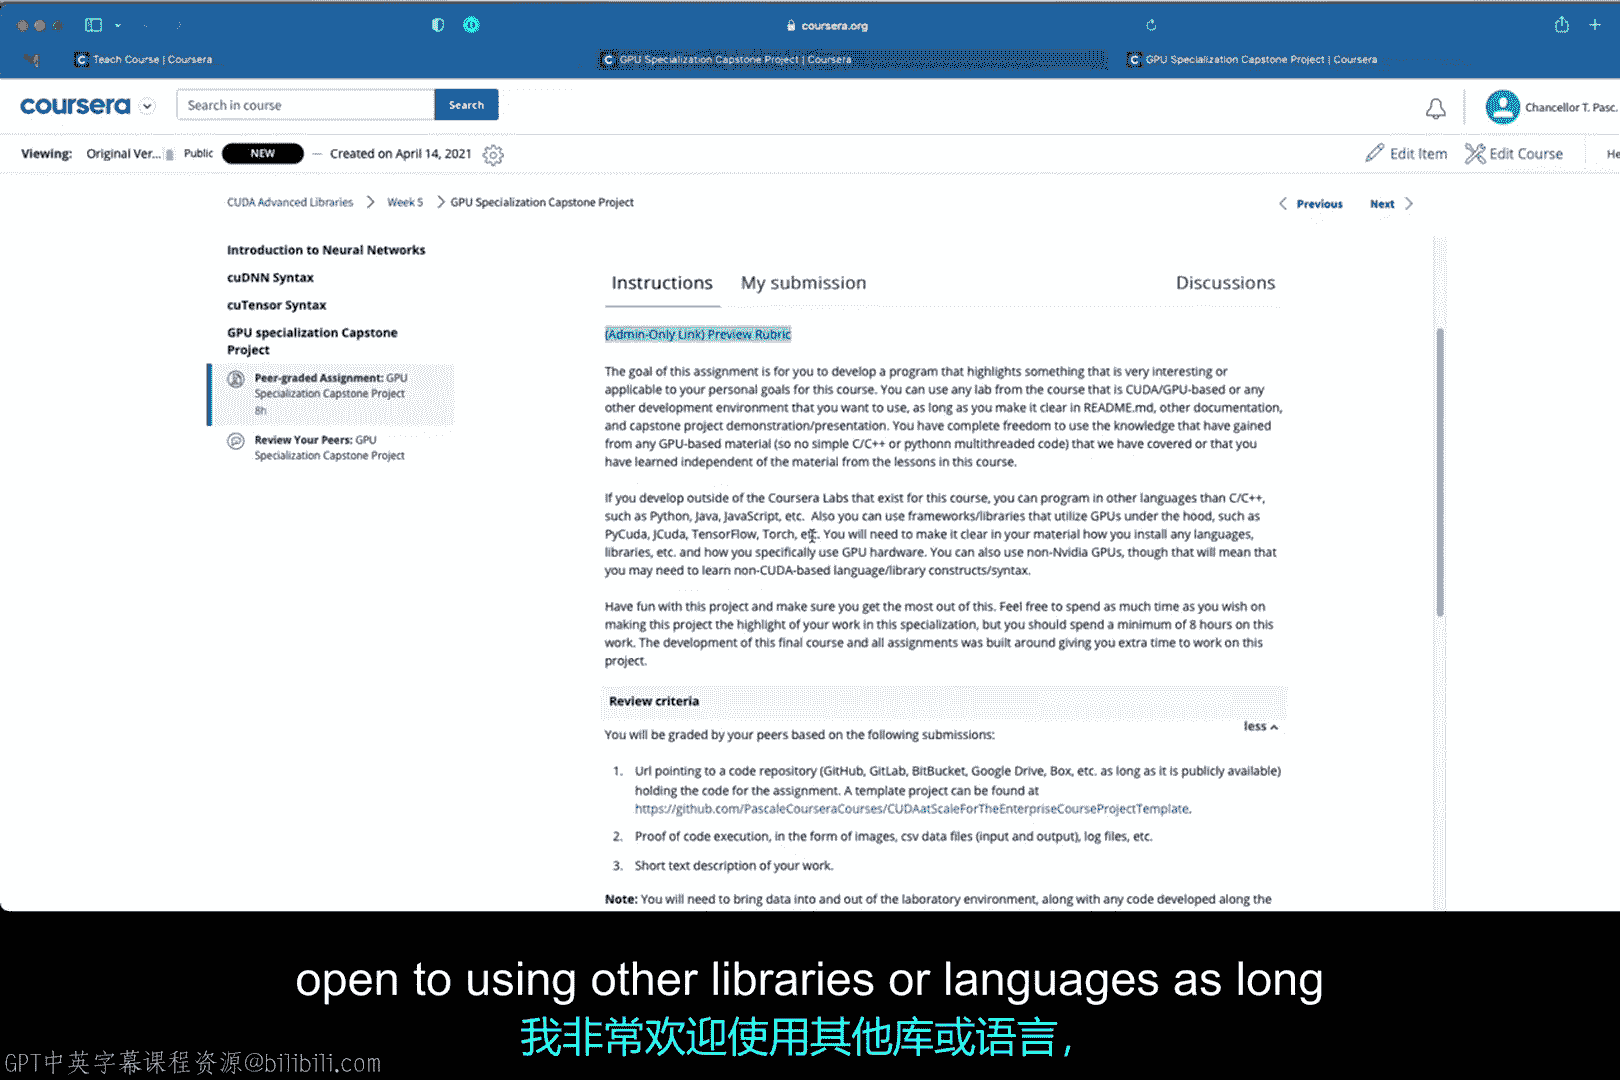 coursera.org
Teach Course | Coursera
GPU Specialization Capstone Project | Coursera
GPU Specialization Capstone Project | Coursera
coursera
Search in course
Search
Chancellor T. Pasc.
Viewing:
Original Ver...
Public
NEW
— Created on April 14, 2021
Edit Item
Edit Course
He
CUDA Advanced Libraries > Week 5 > GPU Specialization Capstone Project
Previous
Next
Introduction to Neural Networks
cuDNN Syntax
cuTensor Syntax
GPU specialization Capstone
Project
Peer-graded Assignment: GPU
Specialization Capstone Project
8h
Review Your Peers: GPU
Specialization Capstone Project
Instructions
My submission
Discussions
(Admin-Only Link) Preview Rubric
The goal of this assignment is for you to develop a program that highlights something that is very interesting or
applicable to your personal goals for this course. You can use any lab from the course that is CUDA/GPU-based or any
other development environment that you want to use, as long as you make it clear in README.md, other documentation,
and capstone project demonstration/presentation. You have complete freedom to use the knowledge that have gained
from any GPU-based material (so no simple C/C++ or pythonn multithreaded code) that we have covered or that you
have learned independent of the material from the lessons in this course.
If you develop outside of the Coursera Labs that exist for this course, you can program in other languages than C/C++,
such as Python, Java, JavaScript, etc. Also you can use frameworks/libraries that utilize GPUs under the hood, such as
PyCuda, JCuda, TensorFlow, Torch, etc. You will need to make it clear in your material how you install any languages,
libraries, etc. and how you specifically use GPU hardware. You can also use non-Nvidia GPUs, though that will mean that
you may need to learn non-CUDA-based language/library constructs/syntax.
Have fun with this project and make sure you get the most out of this. Feel free to spend as much time as you wish on
making this project the highlight of your work in this specialization, but you should spend a minimum of 8 hours on this
work. The development of this final course and all assignments was built around giving you extra time to work on this
project.
Review criteria
less
You will be graded by your peers based on the following submissions:
1. Url pointing to a code repository (GitHub, GitLab, BitBucket, Google Drive, Box, etc. as long as it is publicly available)
holding the code for the assignment. A template project can be found at
https://github.com/PascaleCourseraCourses/CUDAatScaleForTheEnterpriseCourseProjectTemplate.
2. Proof of code execution, in the form of images, csv data files (input and output), log files, etc.
3. Short text description of your work.
Note: You will need to bring data into and out of the laboratory environment, along with any code developed along the
open to using other libraries or languages as long
我非常欢迎使用其他库或语言，
GPT中英字幕课程资源@bilibili.com